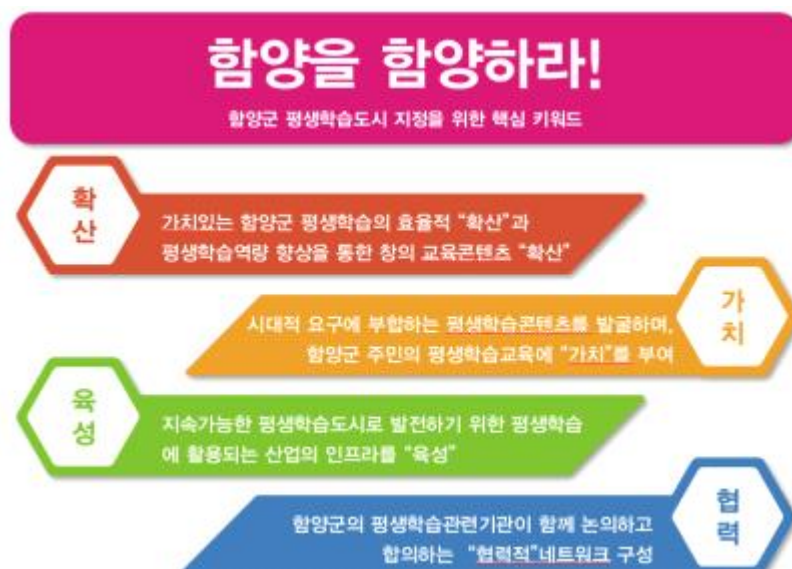 함양을 함양하라!
함양군 평생학습도시 지정을 위한 핵심 키워드
확산
가치있는 함양군 평생학습의 효율적 “확산”과
평생학습역량 향상을 통한 창의 교육콘텐츠 “확산”
가치
시대적 요구에 부합하는 평생학습콘텐츠를 발굴하며,
함양군 주민의 평생학습교육에 “가치”를 부여
육성
지속가능한 평생학습도시로 발전하기 위한 평생학습
에 활용되는 산업의 인프라를 “육성”
협력
함양군의 평생학습관련기관이 함께 논의하고
합의하는 “협력적”네트워크 구성